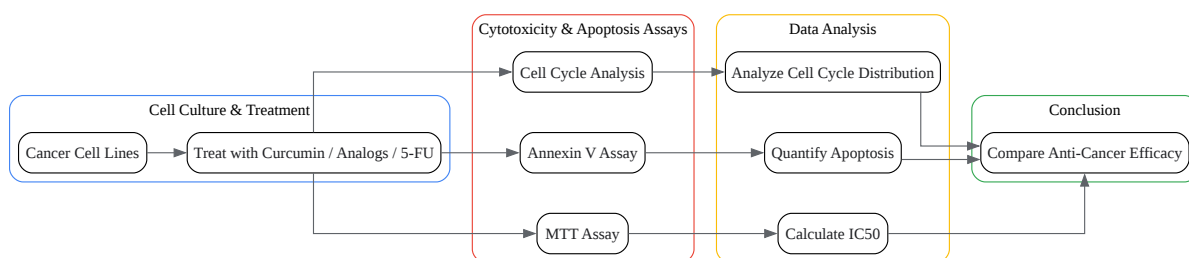 Cell Culture & Treatment
Cancer Cell Lines
Treat with Curcumin / Analogs / 5-FU
Cytotoxicity & Apoptosis Assays
Cell Cycle Analysis
Annexin V Assay
MTT Assay
Data Analysis
Analyze Cell Cycle Distribution
Quantify Apoptosis
Calculate IC50
Conclusion
Compare Anti-Cancer Efficacy